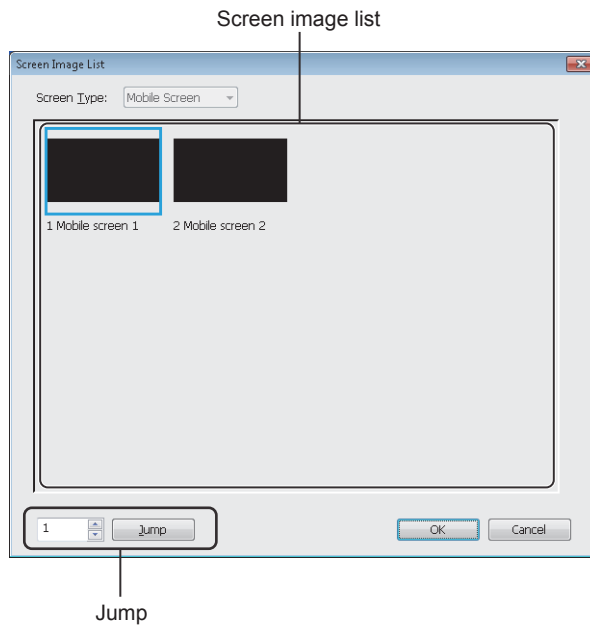 Screen image list
Screen Image List
Screen Type: Mobile Screen
1 Mobile screen 1 2 Mobile screen 2
1 Jump OK Cancel
Jump